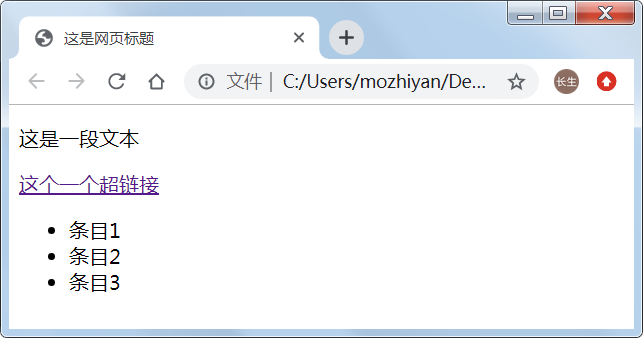 这是网页标题
文件 | C:/Users/mozhiyan/De...
长生
这是一段文本
这个一个超链接
条目1
条目2
条目3